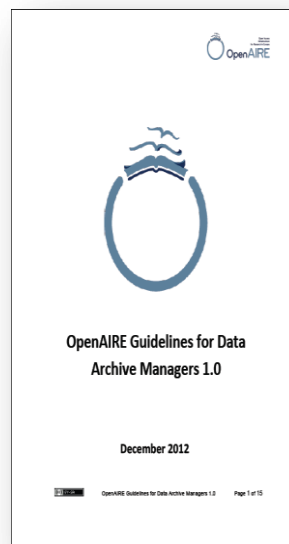 OpenAIRE
OpenAIRE Guidelines for Data
Archive Managers 1.0
December 2012
OpenAIRE Guidelines for Data Archive Managers 1.0 Page 1 of 15